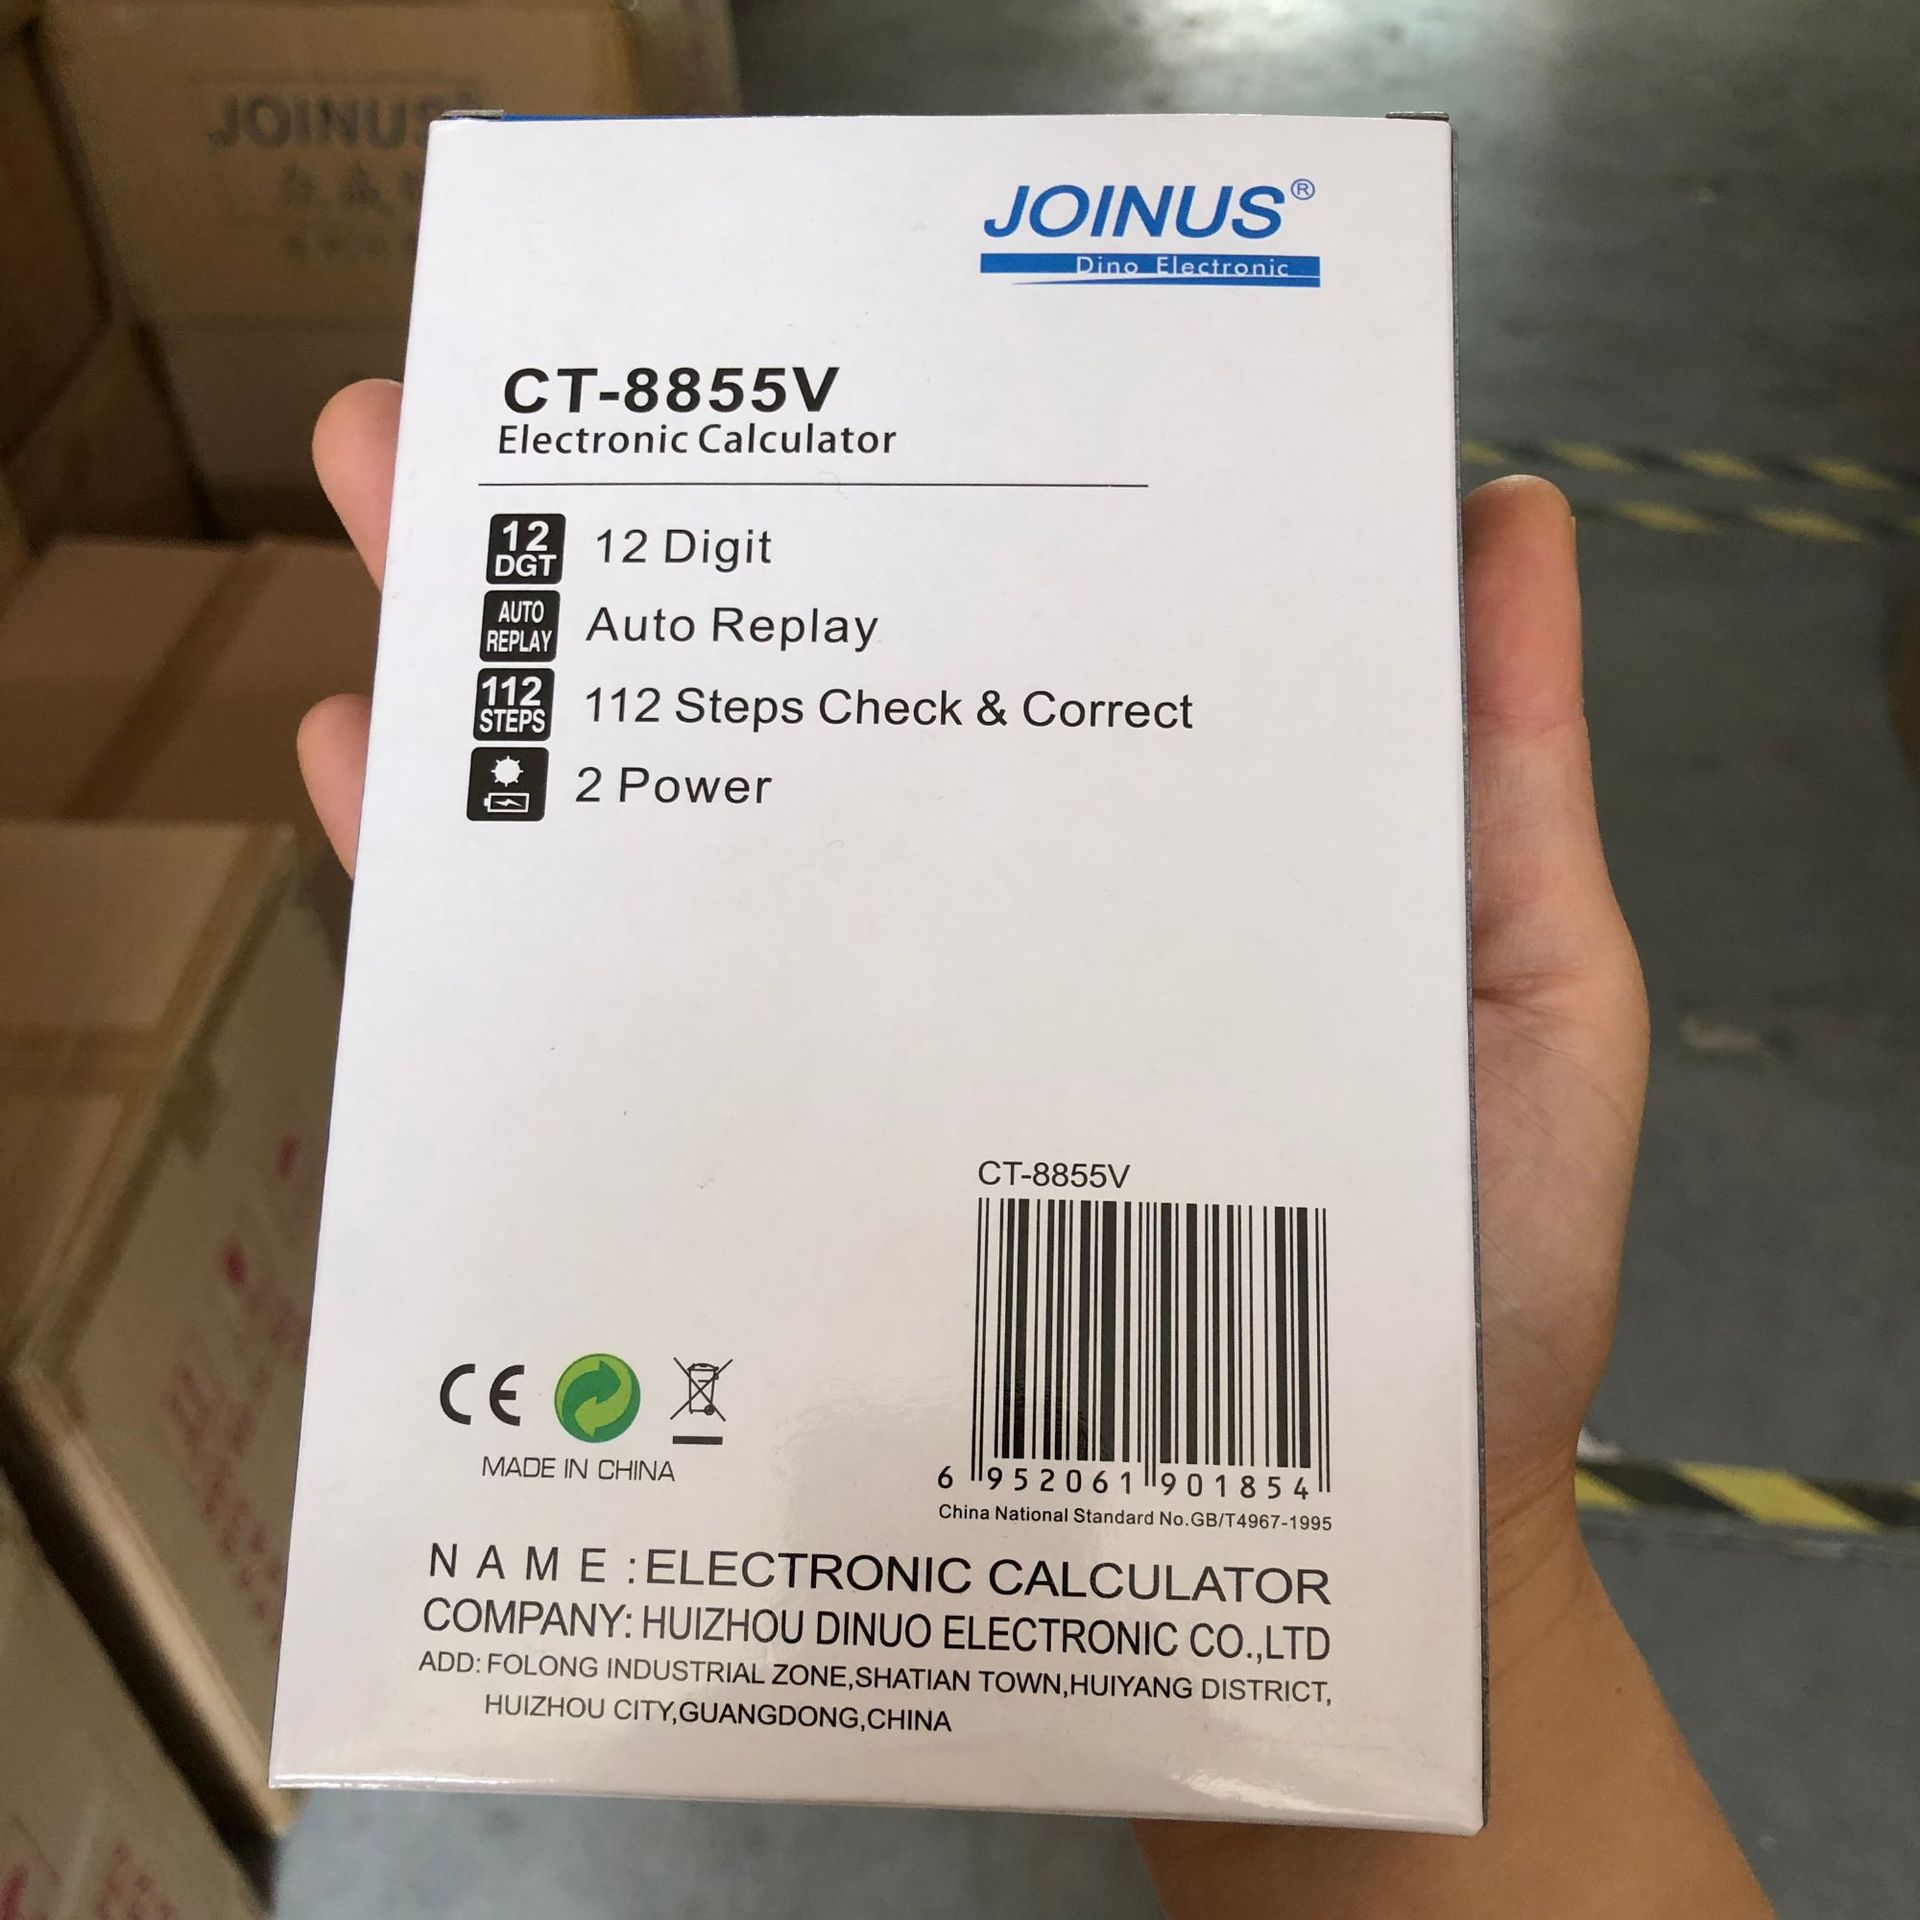 JOINUS
JOINUS®
Dino Electronic
CT-8855V
Electronic Calculator
12 DGT
12 Digit
AUTO REPLAY
Auto Replay
112 STEPS
112 Steps Check & Correct
2 Power
CT-8855V
6 952061 901854
China National Standard No.GB/T4967-1995
CE
MADE IN CHINA
N A M E :ELECTRONIC CALCULATOR
COMPANY: HUIZHOU DINUO ELECTRONIC CO.,LTD
ADD: FOLONG INDUSTRIAL ZONE,SHATIAN TOWN,HUIYANG DISTRICT,
HUIZHOU CITY,GUANGDONG,CHINA